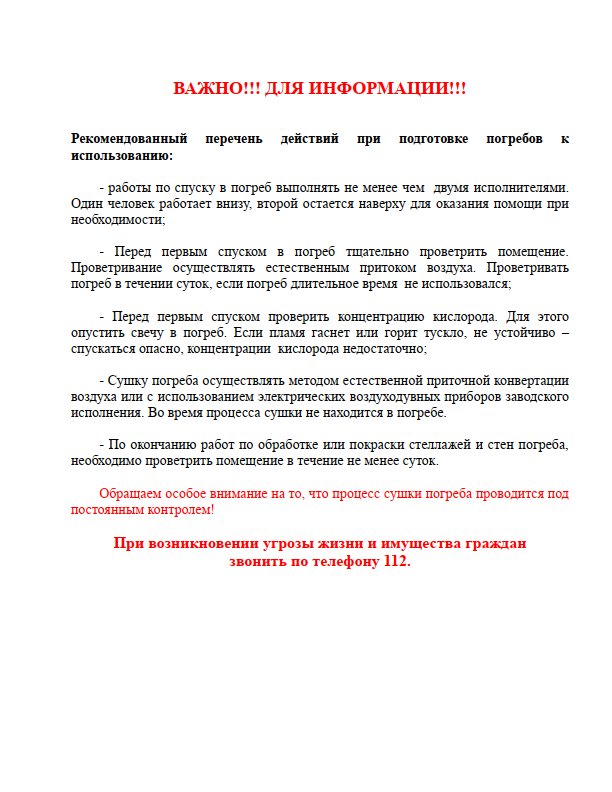 ВАЖНО!!! ДЛЯ ИНФОРМАЦИИ!!!
Рекомендованный перечень действий при подготовке погребов к
использованию:
- работы по спуску в погреб выполнять не менее чем двумя исполнителями.
Один человек работает внизу, второй остается наверху для оказания помощи при
необходимости;
- Перед первым спуском в погреб тщательно проветрить помещение.
Проветривание осуществлять естественным притоком воздуха. Проветривать
погреб в течении суток, если погреб длительное время не использовался;
- Перед первым спуском проверить концентрацию кислорода. Для этого
опустить свечу в погреб. Если пламя гаснет или горит тускло, не устойчиво –
спускаться опасно, концентрации кислорода недостаточно;
- Сушку погреба осуществлять методом естественной приточной конвертации
воздуха или с использованием электрических воздуходувных приборов заводского
исполнения. Во время процесса сушки не находится в погребе.
- По окончанию работ по обработке или покраски стеллажей и стен погреба,
необходимо проветрить помещение в течение не менее суток.
Обращаем особое внимание на то, что процесс сушки погреба проводится под
постоянным контролем!
При возникновении угрозы жизни и имущества граждан
звонить по телефону 112.